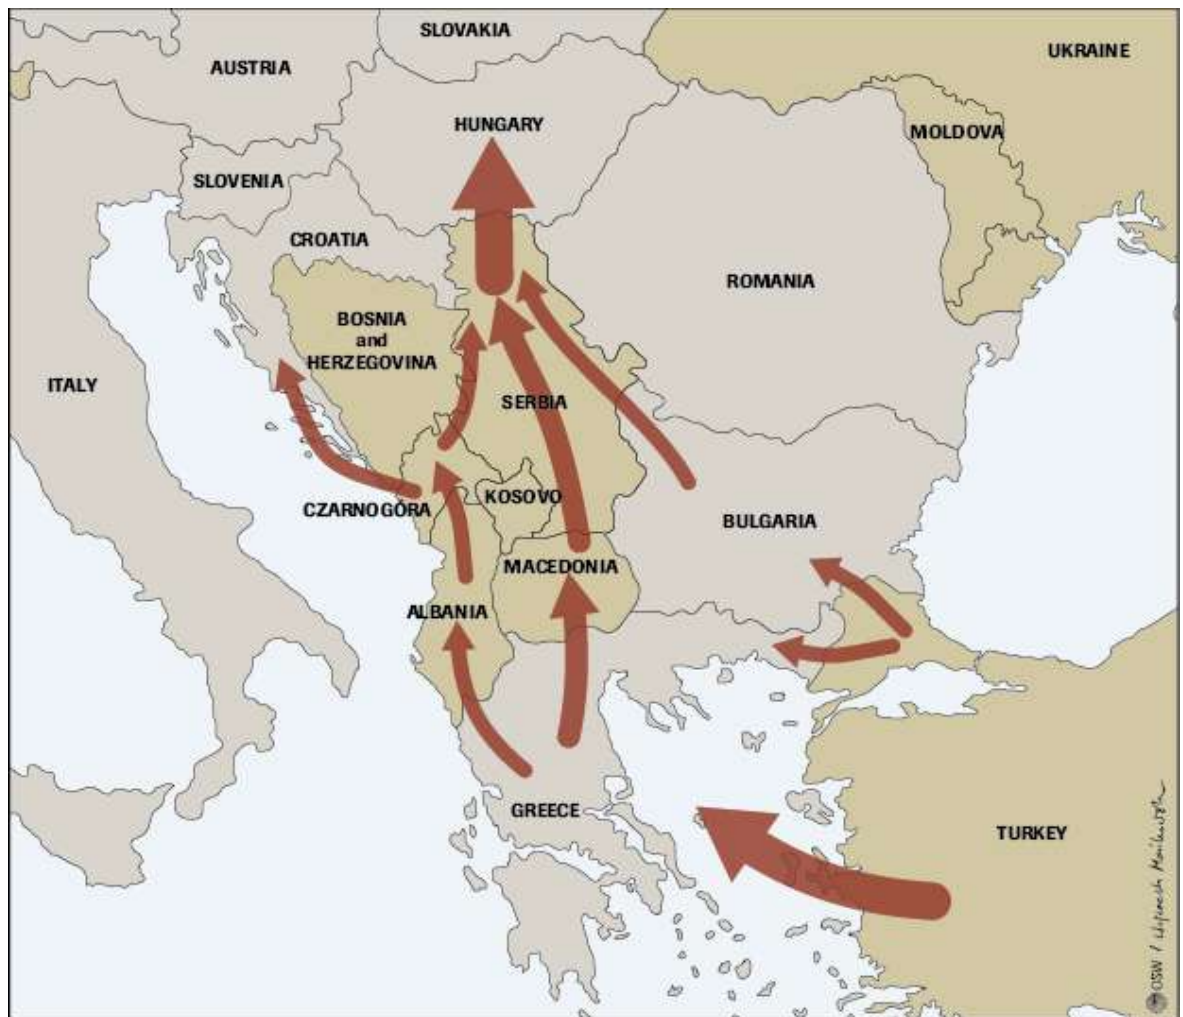 SLOVAKIA
UKRAINE
AUSTRIA
HUNGARY
MOLDOVA
SLOVENIA
CROATIA
ROMANIA
BOSNIA
and
HERZEGOVINA
ITALY
SERBIA
KOSOVO
CZARNOGÓRA
BULGARIA
MACEDONIA
ALBANIA
GREECE
TURKEY
OSW /